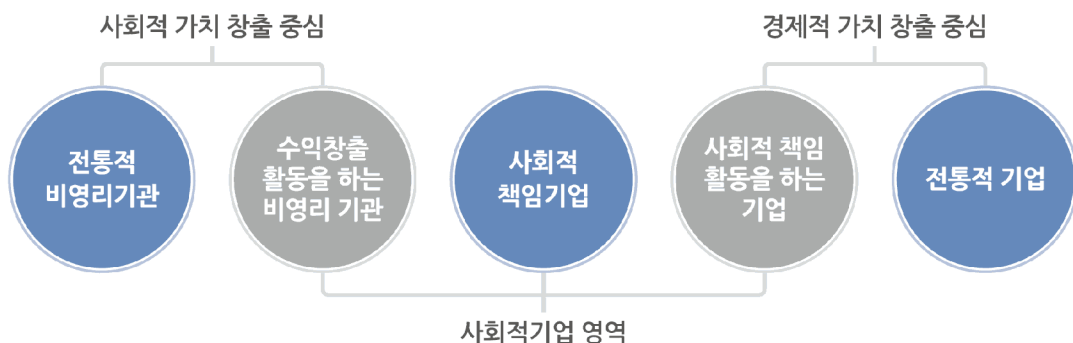 사회적 가치 창출 중심
경제적 가치 창출 중심
전통적
비영리기관
수익창출
활동을 하는
비영리 기관
사회적
책임기업
사회적 책임
활동을 하는
기업
전통적 기업
사회적기업 영역